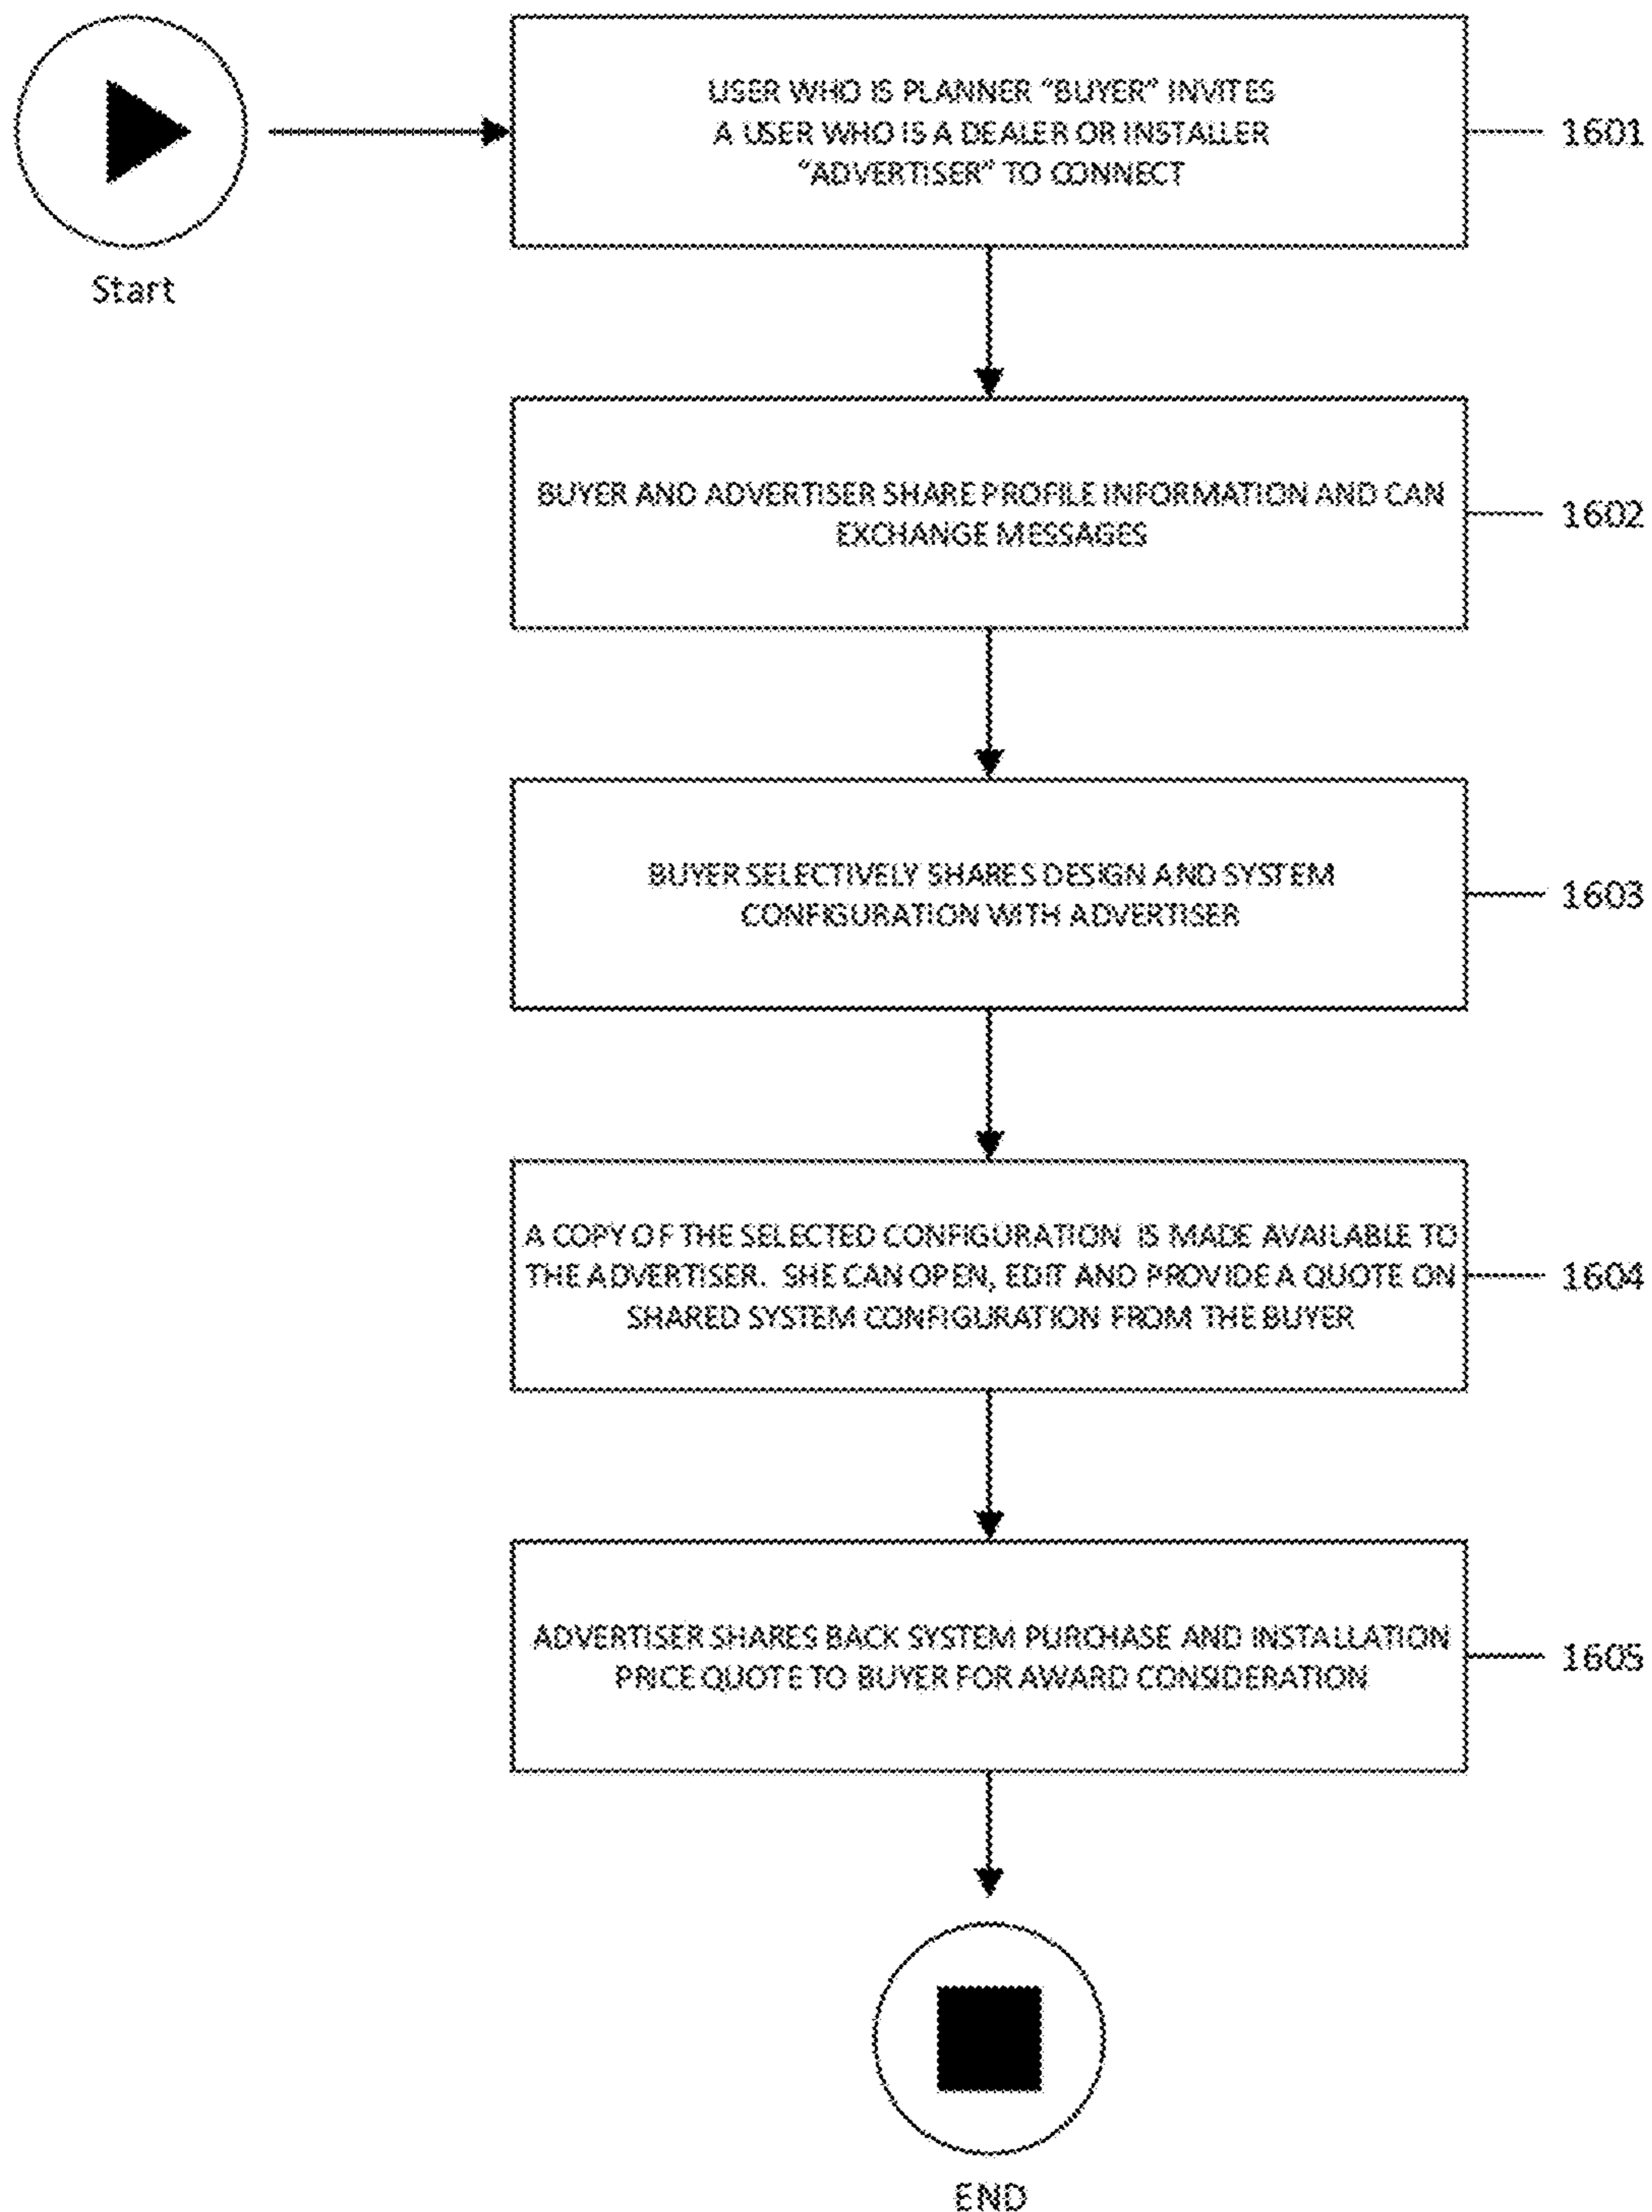 USER WHO IS PLANNER “BUYER” INVITES
A USER WHO IS A DEALER OR INSTALLER
“ADVERTISER” TO CONNECT
1601
Start
BUYER AND ADVERTISER SHARE PROFILE INFORMATION AND CAN
EXCHANGE MESSAGES
1602
BUYER SELECTIVELY SHARES DESIGN AND SYSTEM
CONFIGURATION WITH ADVERTISER
1603
A COPY OF THE SELECTED CONFIGURATION IS MADE AVAILABLE TO
THE ADVERTISER. SHE CAN OPEN, EDIT AND PROVIDE A QUOTE ON
SHARED SYSTEM CONFIGURATION FROM THE BUYER
1604
ADVERTISER SHARES BACK SYSTEM PURCHASE AND INSTALLATION
PRICE QUOTE TO BUYER FOR AWARD CONSIDERATION
1605
END